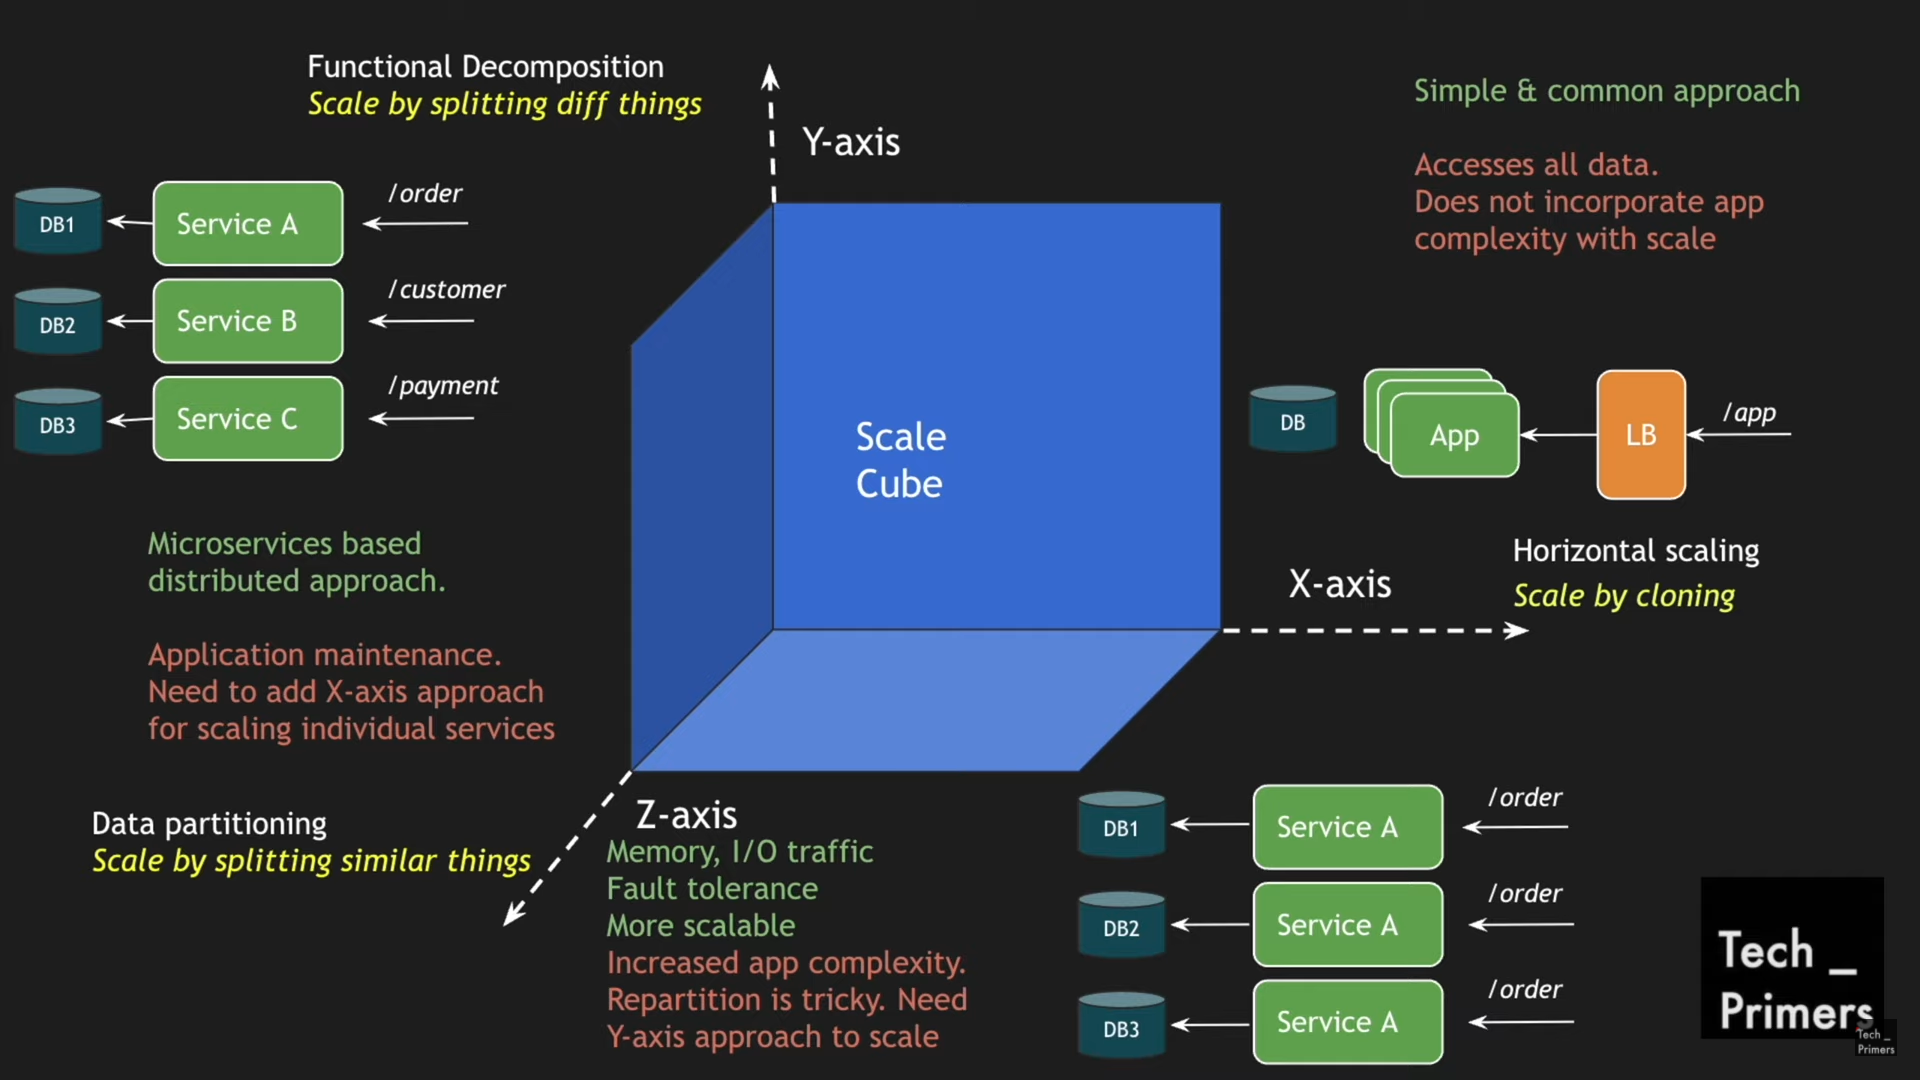 Functional Decomposition
Scale by splitting diff things
Y-axis
Simple & common approach
Accesses all data.
Does not incorporate app
complexity with scale
DB1
Service A
/order
DB2
Service B
/customer
DB3
Service C
/payment
Scale
Cube
DB
App
LB
/app
Microservices based
distributed approach.
Application maintenance.
Need to add X-axis approach
for scaling individual services
X-axis
Horizontal scaling
Scale by cloning
Data partitioning
Scale by splitting similar things
Z-axis
Memory, I/O traffic
Fault tolerance
More scalable
Increased app complexity.
Repartition is tricky. Need
Y-axis approach to scale
DB1
Service A
/order
DB2
Service A
/order
DB3
Service A
/order
Tech _
Primers
Tech _
Primers